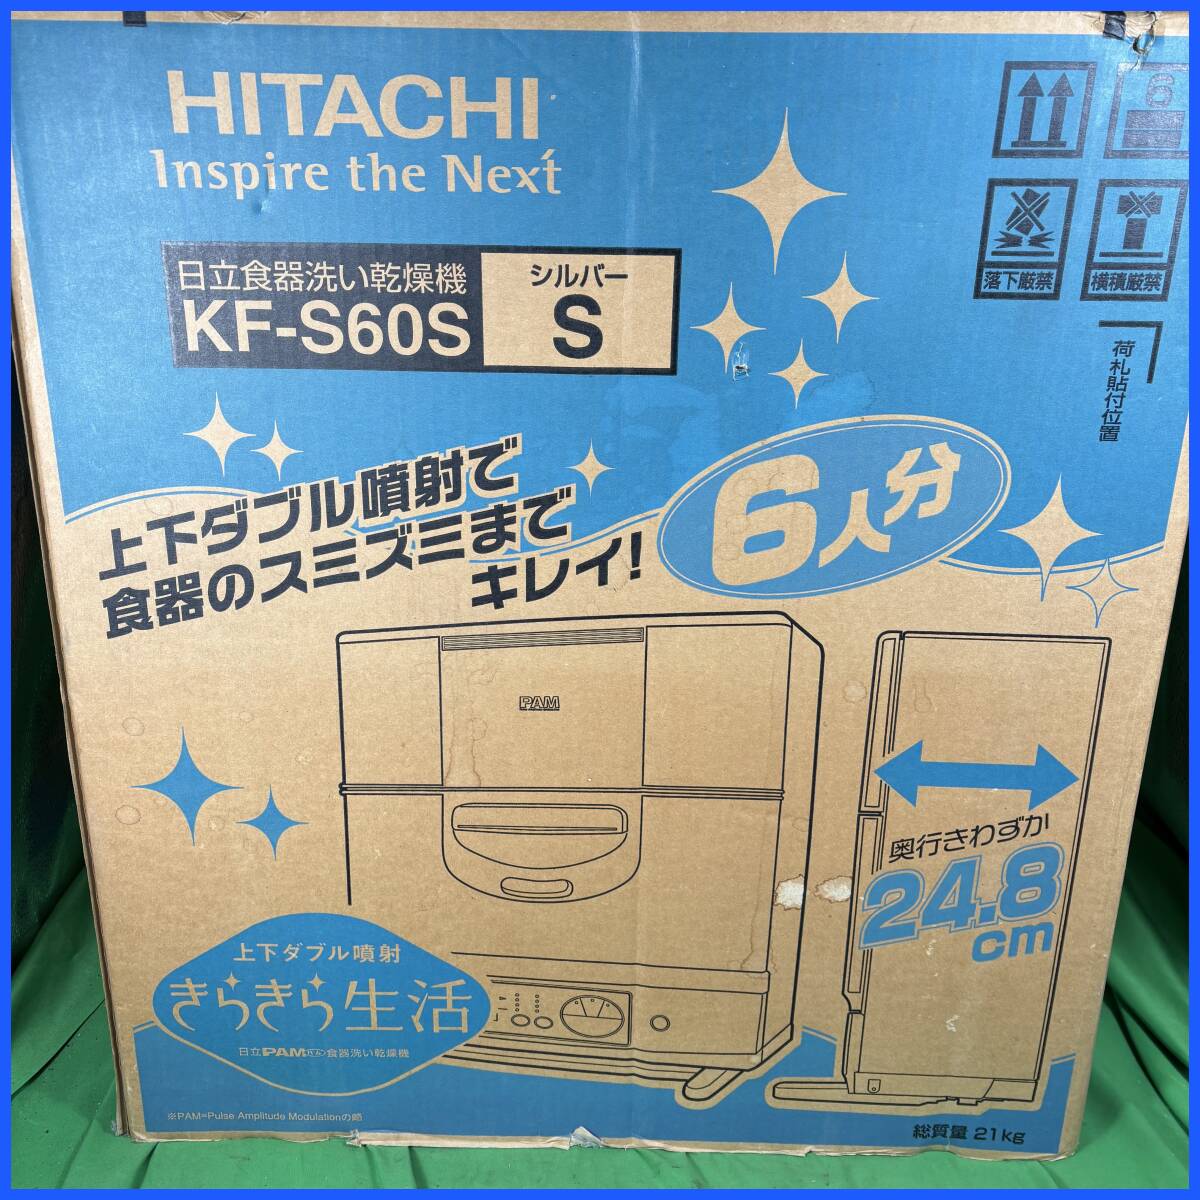 HITACHI
Inspire the Next
日立食器洗い乾燥機
KF-S60S
シルバー
S
6
落下厳禁
横積厳禁
荷札貼付位置
上下ダブル噴射で
食器のスミズミまで
キレイ!
6人分
PAM
奥行きわずか
24.8
cm
上下ダブル噴射
きらきら生活
日立PAM(パム)食器洗い乾燥機
※PAM=Pulse Amplitude Modulationの略
総質量 21kg